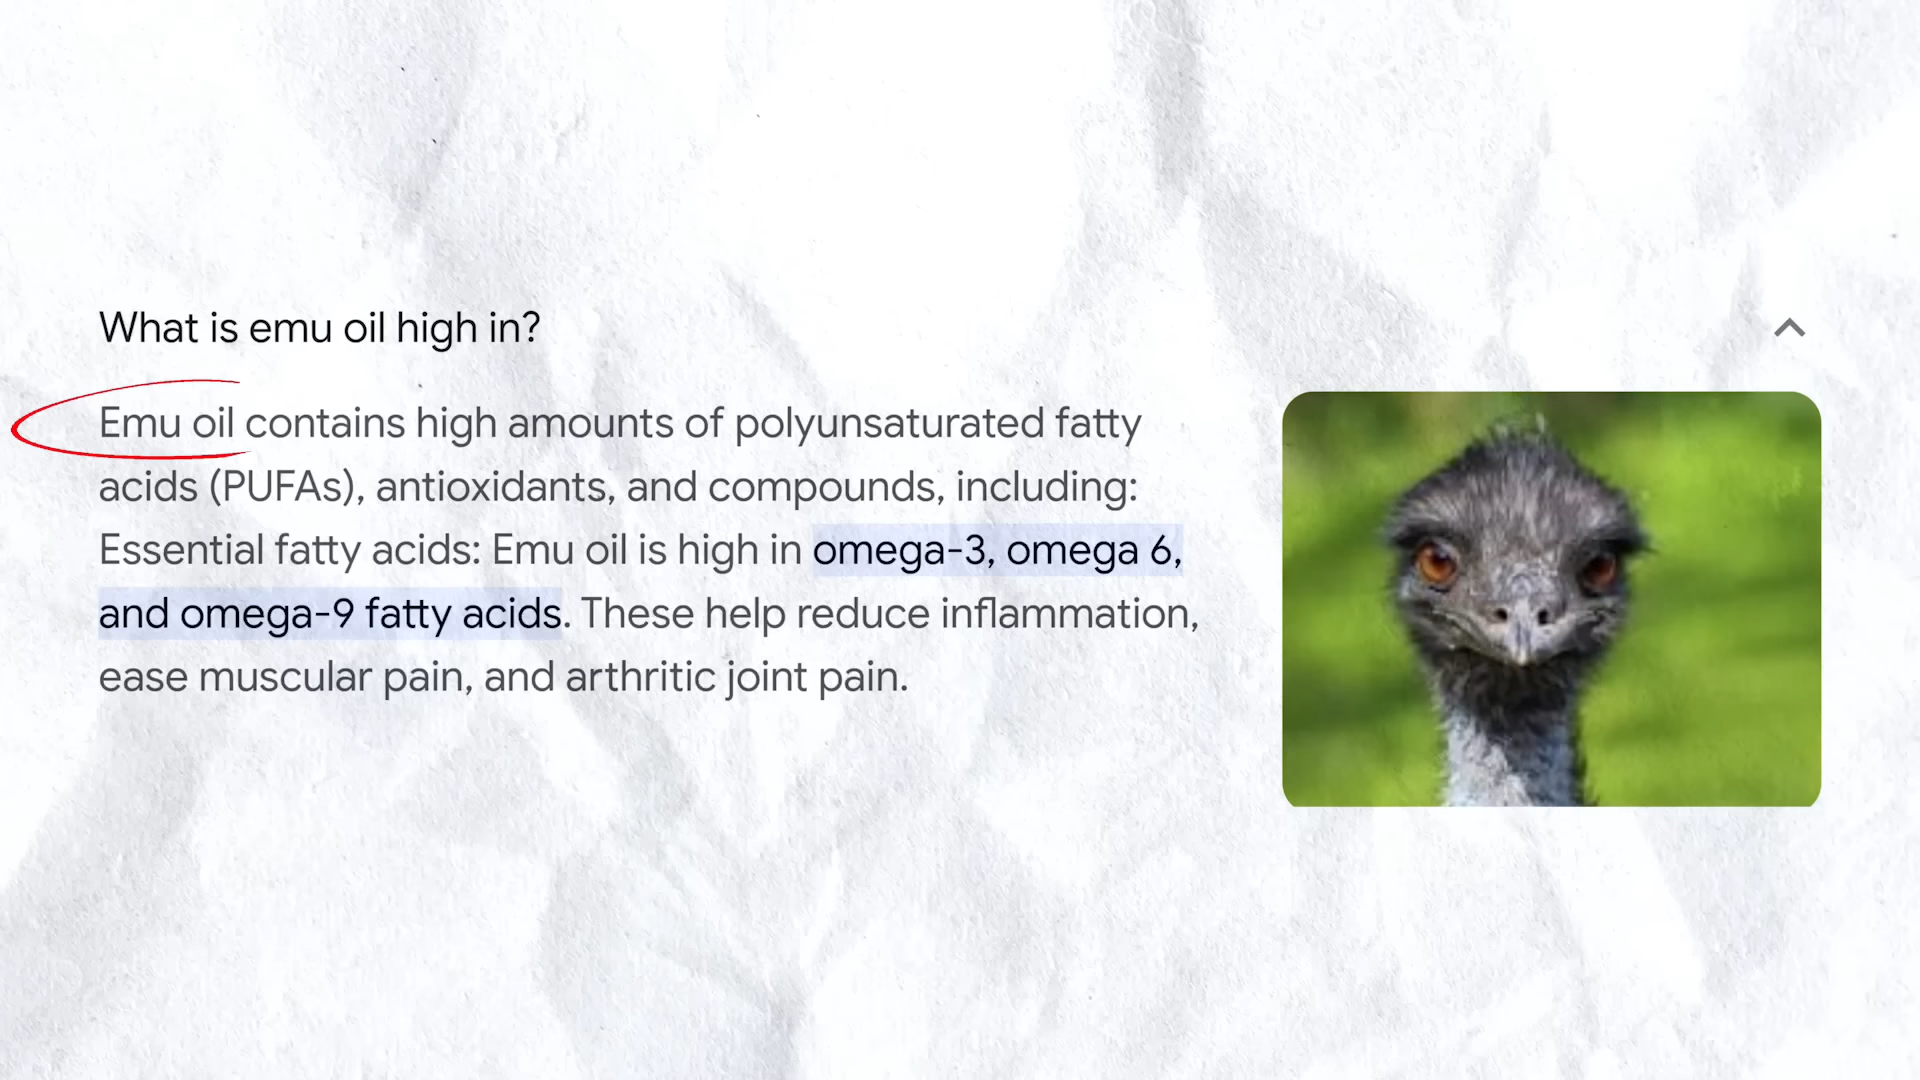 What is emu oil high in?
Emu oil contains high amounts of polyunsaturated fatty
acids (PUFAs), antioxidants, and compounds, including:
Essential fatty acids: Emu oil is high in omega-3, omega 6,
and omega-9 fatty acids. These help reduce inflammation,
ease muscular pain, and arthritic joint pain.